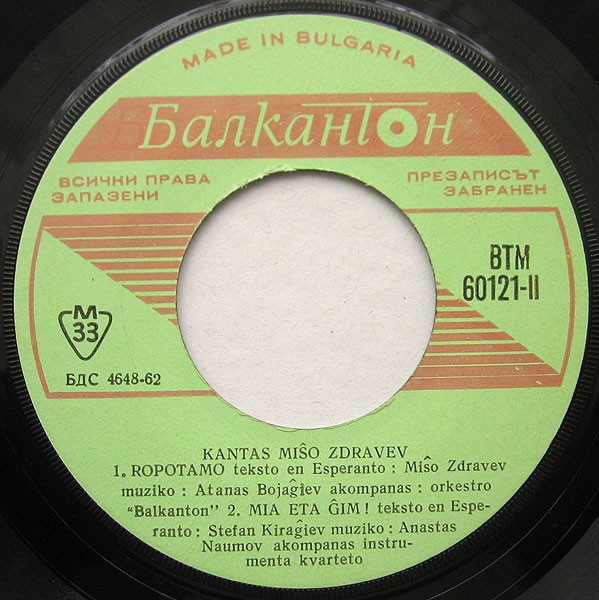 MADE IN BULGARIA
Балкантон
ВСИЧКИ ПРАВА
ЗАПАЗЕНИ
ПРЕЗАПИСЪТ
ЗАБРАНЕН
ВТМ
60121-II
М
33
БДС 4648-62
KANTAS MIŜO ZDRAVEV
1. ROPOTAMO teksto en Esperanto : Miŝo Zdravev
muziko : Atanas Bojaĝiev akompanas : orkestro
“Balkanton” 2. MIA ETA ĜIM ! teksto en Espe-
ranto : Stefan Kiraĝiev muziko : Anastas
Naumov akompanas instru-
menta kvarteto